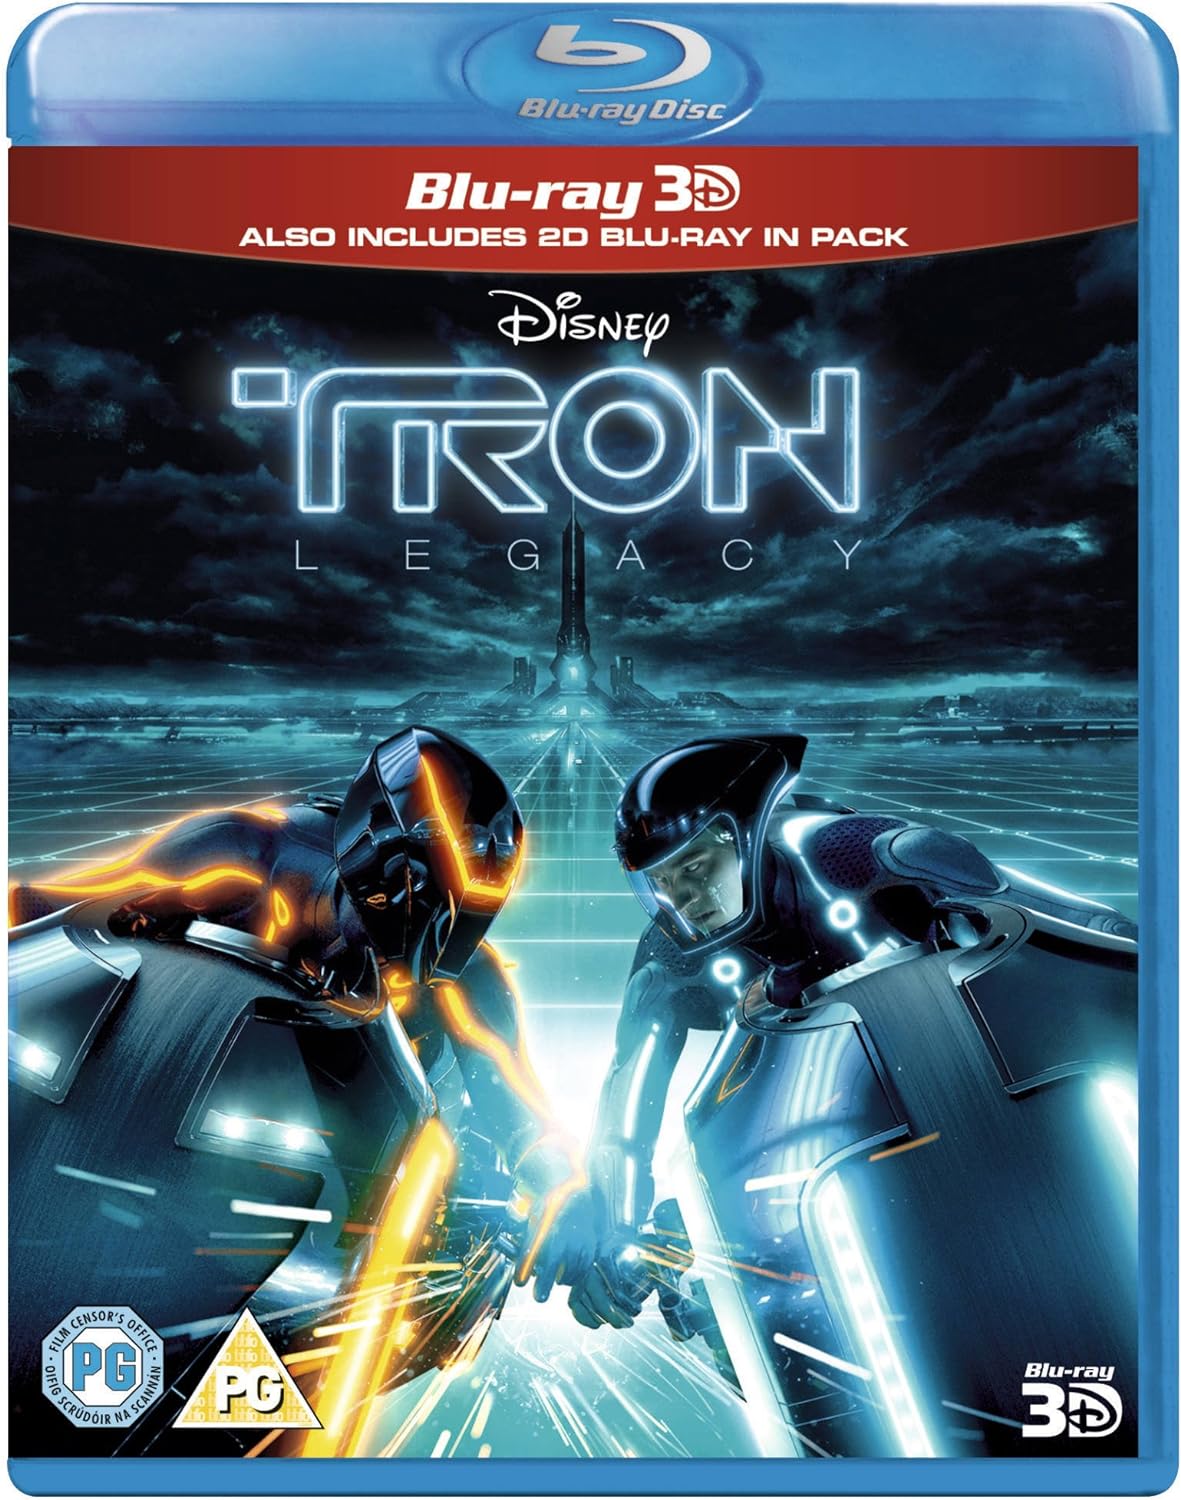 Blu-ray Disc
Blu-ray 3D
ALSO INCLUDES 2D BLU-RAY IN PACK
Disney
TRON
LEGACY
· FILM CENSOR'S OFFICE ·
PG
OIFIG SCRÚDÓIR NA SCANNÁN
PG
Blu-ray
3D